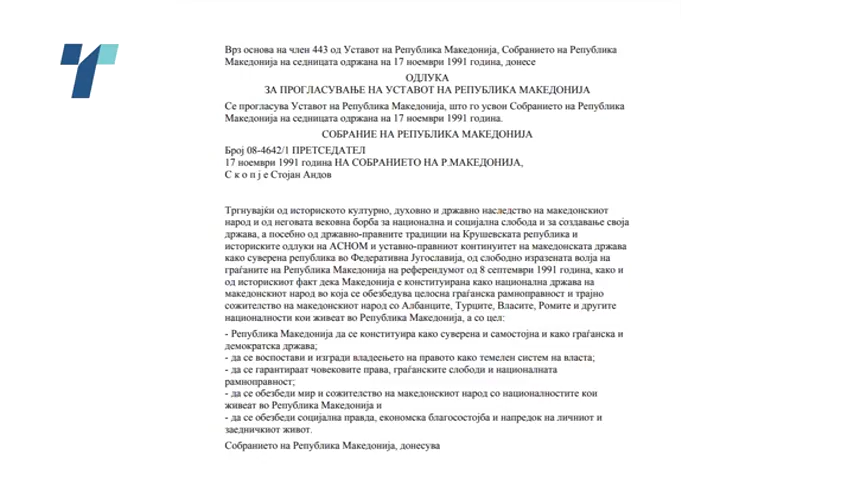 Врз основа на член 443 од Уставот на Република Македонија, Собранието на Република
Македонија на седницата одржана на 17 ноември 1991 година, донесе
ОДЛУКА
ЗА ПРОГЛАСУВАЊЕ НА УСТАВОТ НА РЕПУБЛИКА МАКЕДОНИЈА
Се прогласува Уставот на Република Македонија, што го усвои Собранието на Република
Македонија на седницата одржана на 17 ноември 1991 година.
СОБРАНИЕ НА РЕПУБЛИКА МАКЕДОНИЈА
Број 08-4642/1 ПРЕТСЕДАТЕЛ
17 ноември 1991 година НА СОБРАНИЕТО НА Р.МАКЕДОНИЈА,
С к о п ј е Стојан Андов
Тргнувајќи од историското културно, духовно и државно наследство на македонскиот
народ и од неговата вековна борба за национална и социјална слобода и за создавање своја
држава, а посебно од државно-правните традиции на Крушевската република и
историските одлуки на АСНОМ и уставно-правниот континуитет на македонската држава
како суверена република во Федеративна Југославија, од слободно изразената волја на
граѓаните на Република Македонија на референдумот од 8 септември 1991 година, како и
од историскиот факт дека Македонија е конституирана како национална држава на
македонскиот народ во која се обезбедува целосна граѓанска рамноправност и трајно
сожителство на македонскиот народ со Албанците, Турците, Власите, Ромите и другите
националности кои живеат во Република Македонија, а со цел:
- Република Македонија да се конституира како суверена и самостојна и како граѓанска и
демократска држава;
- да се воспостави и изгради владеењето на правото како темелен систем на власта;
- да се гарантираат човековите права, граѓанските слободи и националната
рамноправност;
- да се обезбеди мир и сожителство на македонскиот народ со националностите кои
живеат во Република Македонија и
- да се обезбеди социјална правда, економска благосостојба и напредок на личниот и
заедничкиот живот.
Собранието на Република Македонија, донесува